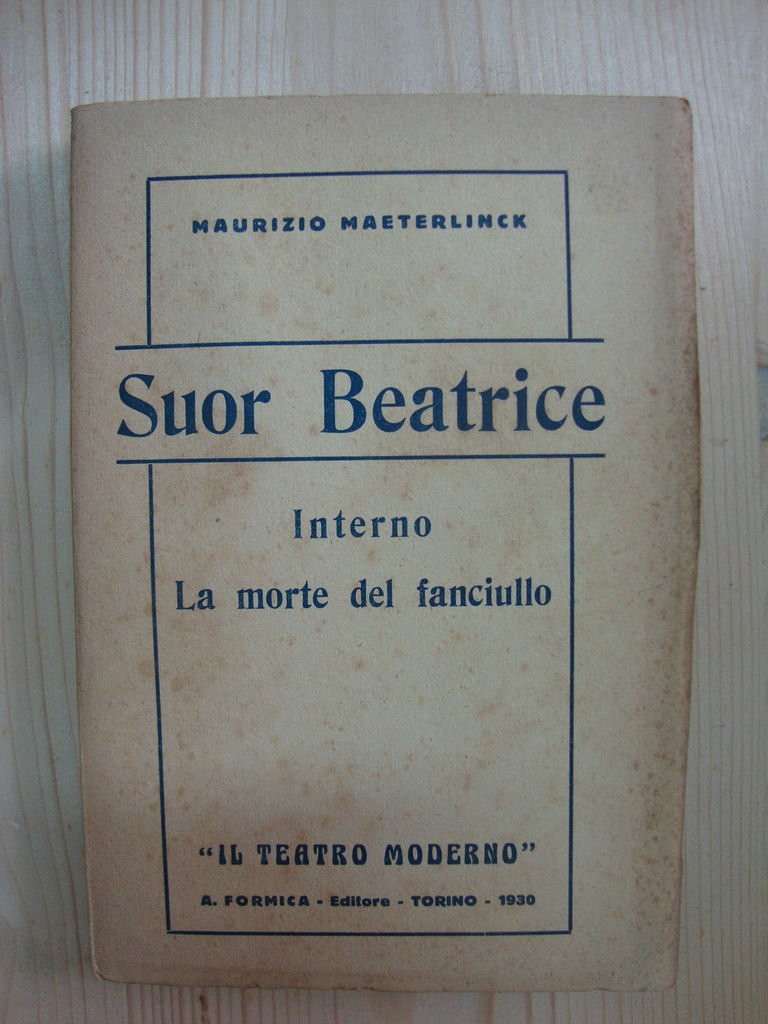 MAURIZIO MAETERLINCK
Suor Beatrice
Interno
La morte del fanciullo
“IL TEATRO MODERNO”
A. FORMICA - Editore - TORINO - 1930